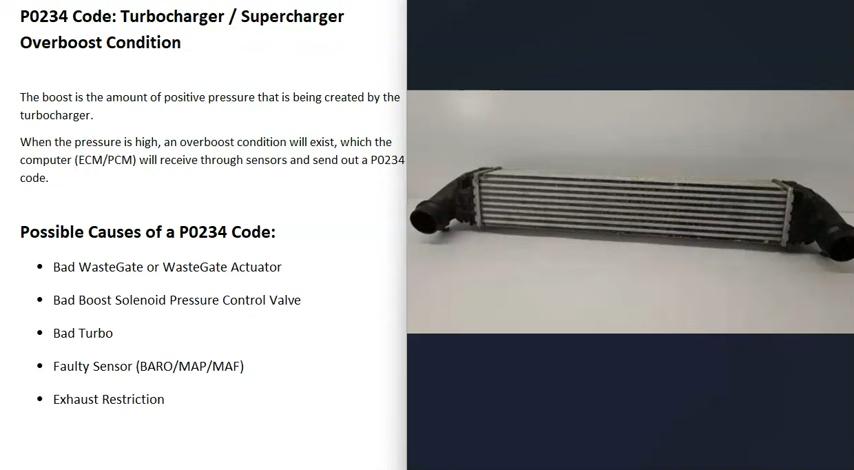 P0234 Code: Turbocharger / Supercharger
Overboost Condition
The boost is the amount of positive pressure that is being created by the
turbocharger.
When the pressure is high, an overboost condition will exist, which the
computer (ECM/PCM) will receive through sensors and send out a P0234
code.
Possible Causes of a P0234 Code:
• Bad WasteGate or WasteGate Actuator
• Bad Boost Solenoid Pressure Control Valve
• Bad Turbo
• Faulty Sensor (BARO/MAP/MAF)
• Exhaust Restriction